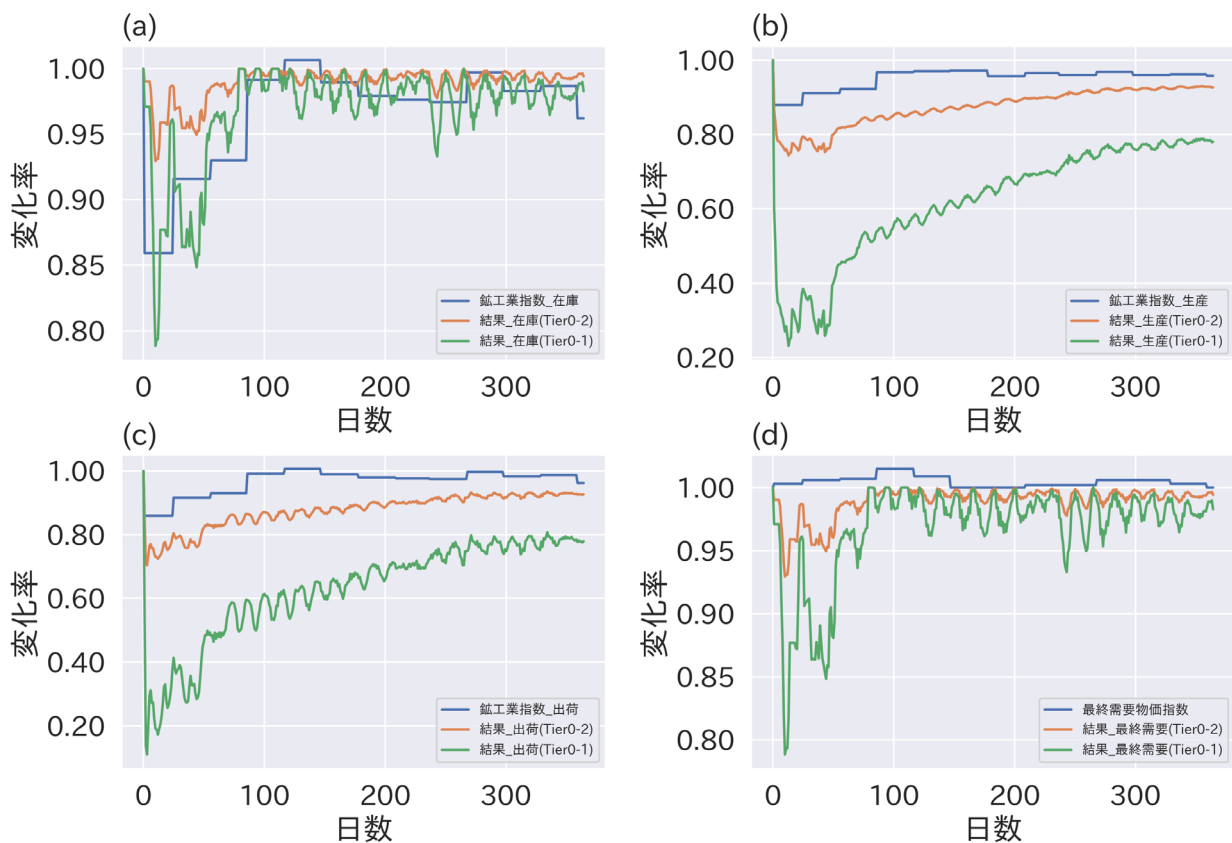 (a)
変化率
1.00
0.95
0.90
0.85
0.80
鉱工業指数_在庫
結果_在庫(Tier0-2)
結果_在庫(Tier0-1)
0
100
200
300
日数
(b)
変化率
1.00
0.80
0.60
0.40
0.20
鉱工業指数_生産
結果_生産(Tier0-2)
結果_生産(Tier0-1)
0
100
200
300
日数
(c)
変化率
1.00
0.80
0.60
0.40
0.20
鉱工業指数_出荷
結果_出荷(Tier0-2)
結果_出荷(Tier0-1)
0
100
200
300
日数
(d)
変化率
1.00
0.95
0.90
0.85
0.80
最終需要物価指数
結果_最終需要(Tier0-2)
結果_最終需要(Tier0-1)
0
100
200
300
日数